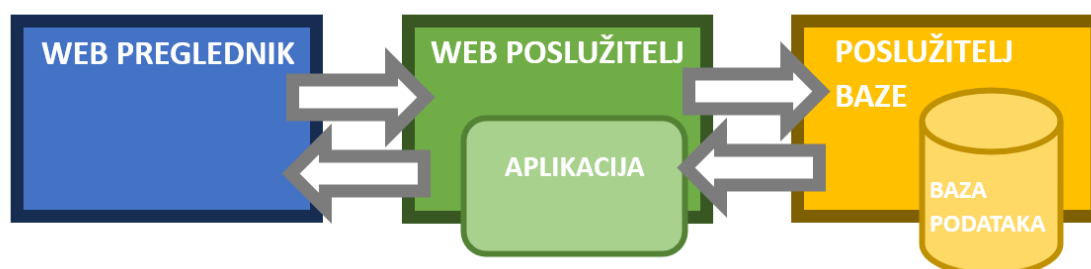 WEB PREGLEDNIK
WEB POSLUŽITELJ
APLIKACIJA
POSLUŽITELJ
BAZE
BAZA
PODATAKA